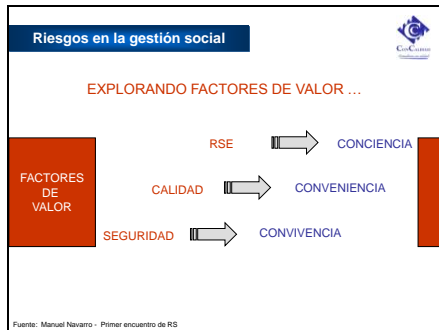 Riesgos en la gestión social
EXPLORANDO FACTORES DE VALOR …
RSE CONCIENCIA
FACTORES
DE
VALOR
CALIDAD CONVENIENCIA
SEGURIDAD CONVIVENCIA
Fuente: Manuel Navarro - Primer encuentro de RS